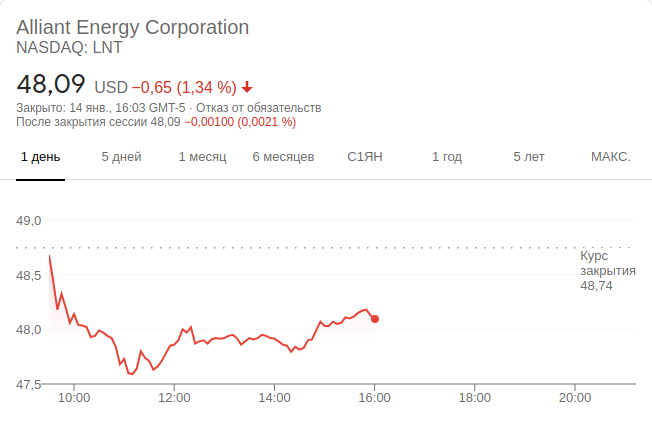 Alliant Energy Corporation
NASDAQ: LNT
48,09 USD −0,65 (1,34 %)
Закрыто: 14 янв., 16:03 GMT-5 · Отказ от обязательств
После закрытия сессии 48,09 −0,00100 (0,0021 %)
1 день 5 дней 1 месяц 6 месяцев С1ЯН 1 год 5 лет МАКС.
49,0
Курс
закрытия
48,74
48,5
48,0
47,5
10:00 12:00 14:00 16:00 18:00 20:00